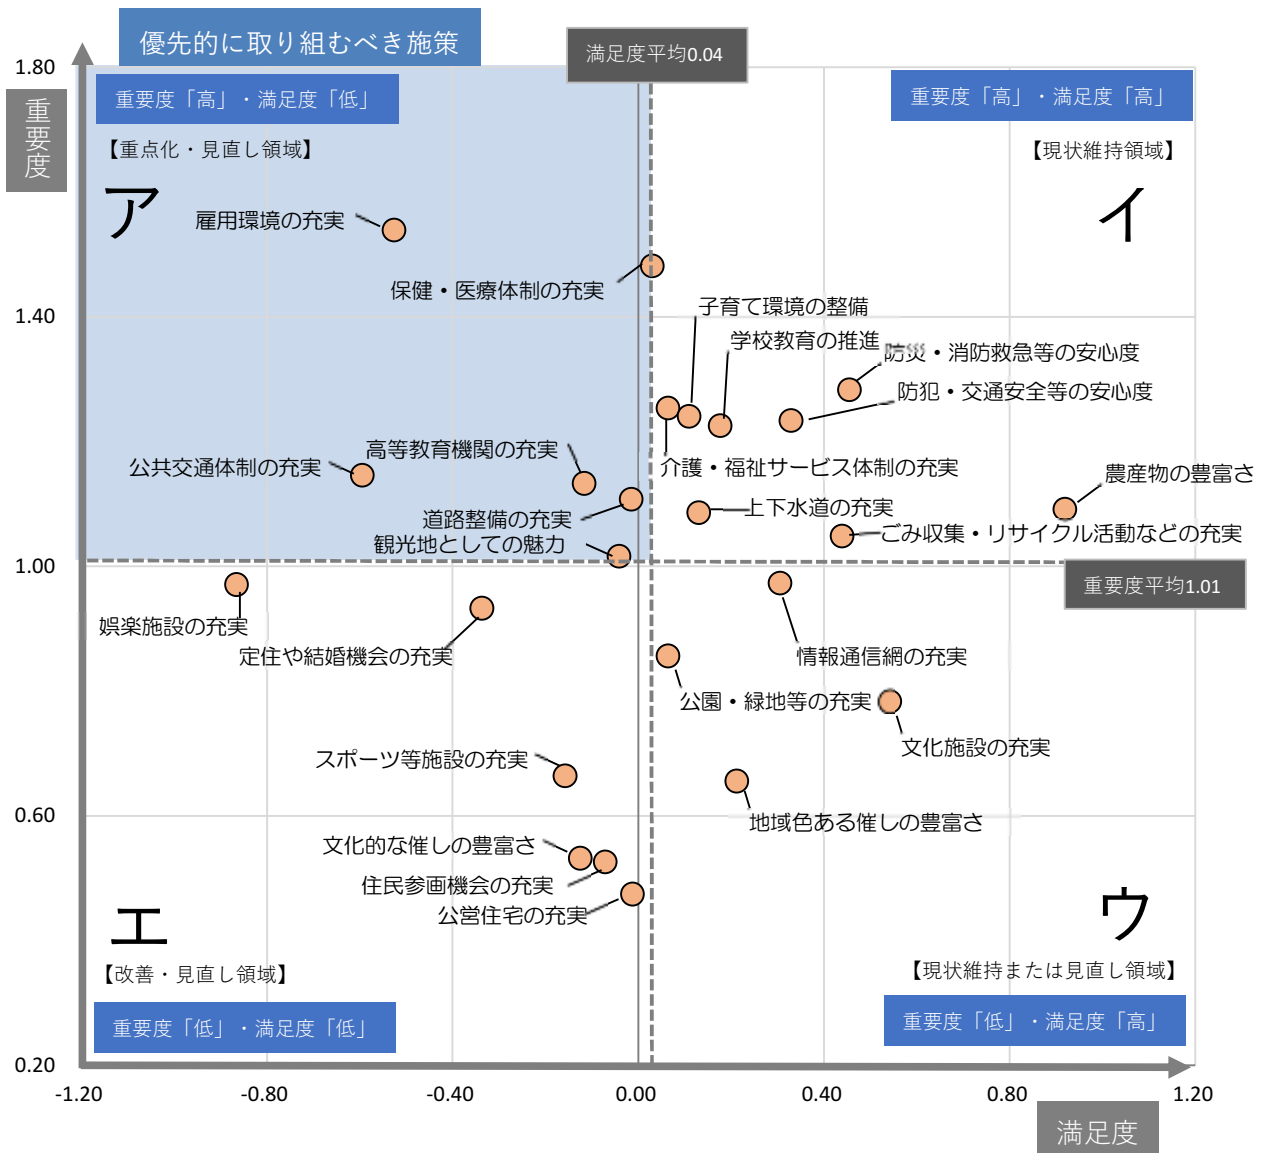 優先的に取り組むべき施策
満足度平均0.04
1.80
重要度
重要度「高」・満足度「低」
重要度「高」・満足度「高」
【重点化・見直し領域】
【現状維持領域】
ア
イ
雇用環境の充実
保健・医療体制の充実
子育て環境の整備
1.40
学校教育の推進
防災・消防救急等の安心度
防犯・交通安全等の安心度
高等教育機関の充実
公共交通体制の充実
介護・福祉サービス体制の充実
農産物の豊富さ
上下水道の充実
道路整備の充実
ごみ収集・リサイクル活動などの充実
観光地としての魅力
1.00
重要度平均1.01
娯楽施設の充実
定住や結婚機会の充実
情報通信網の充実
公園・緑地等の充実
文化施設の充実
スポーツ等施設の充実
0.60
地域色ある催しの豊富さ
文化的な催しの豊富さ
住民参画機会の充実
公営住宅の充実
エ
ウ
【改善・見直し領域】
【現状維持または見直し領域】
重要度「低」・満足度「低」
重要度「低」・満足度「高」
0.20
-1.20
-0.80
-0.40
0.00
0.40
0.80
1.20
満足度